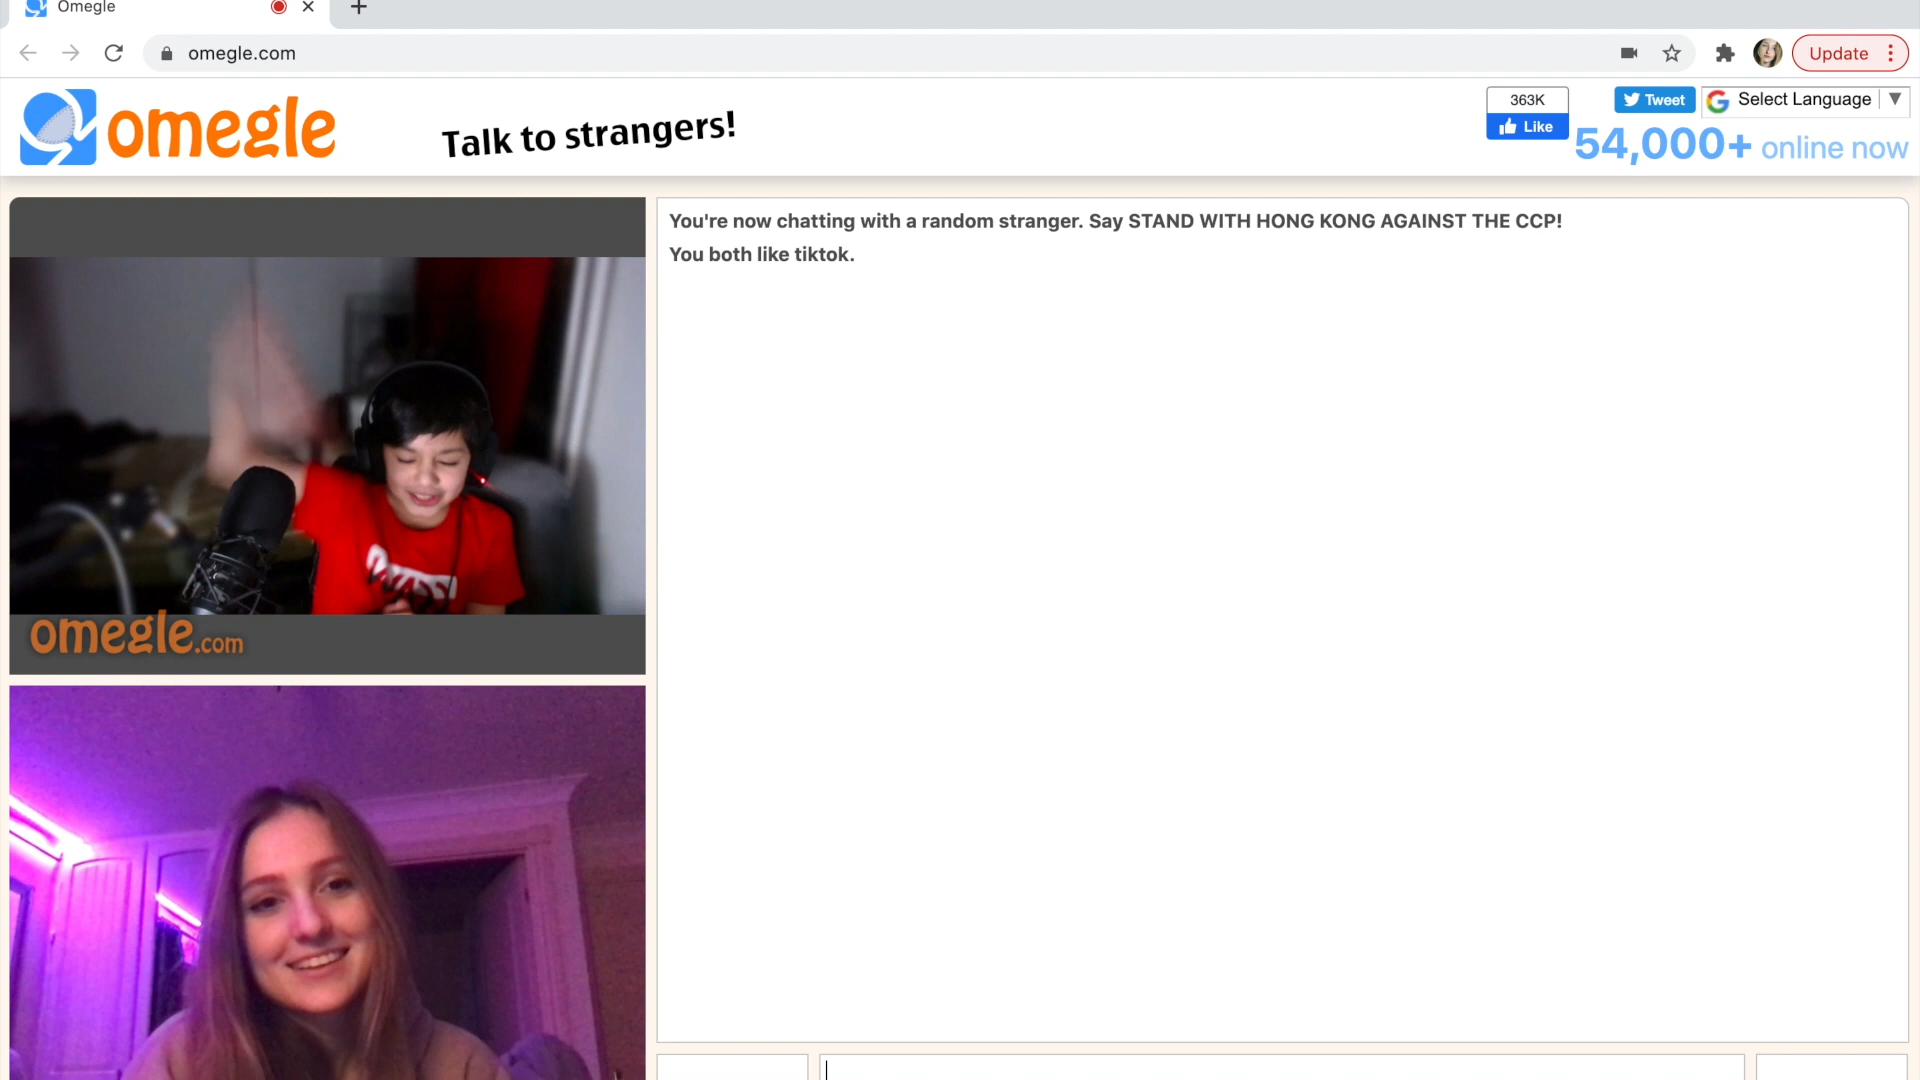 Omegle
omegle.com
Update
omegle
Talk to strangers!
363K
Like
Tweet
Select Language
54,000+ online now
You're now chatting with a random stranger. Say STAND WITH HONG KONG AGAINST THE CCP!
You both like tiktok.
omegle.com